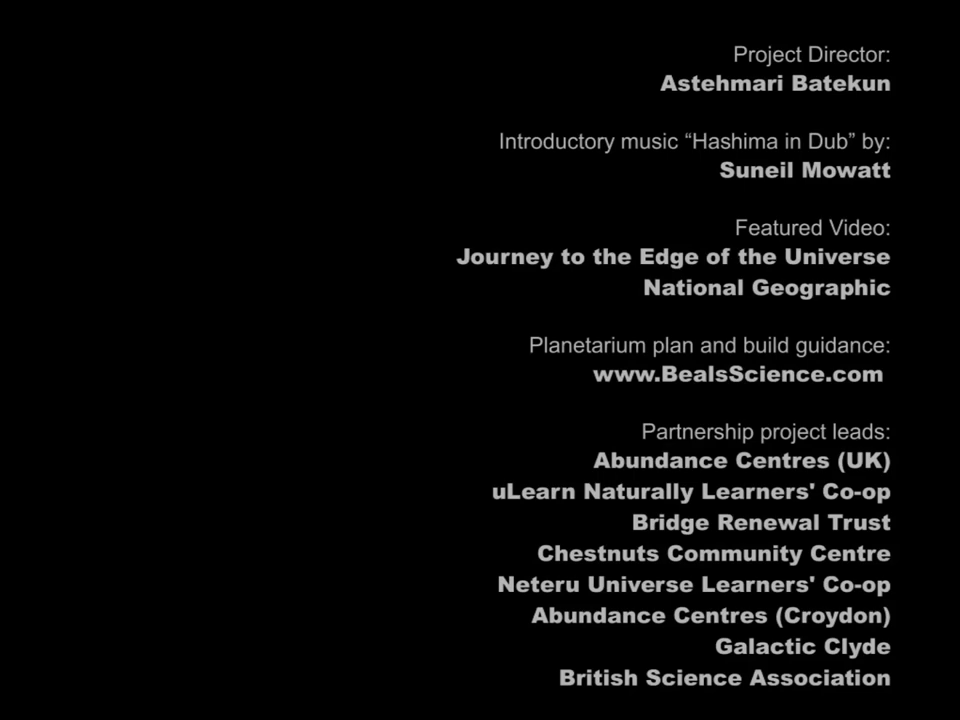 Project Director:
Astehmari Batekun
Introductory music “Hashima in Dub” by:
Suneil Mowatt
Featured Video:
Journey to the Edge of the Universe
National Geographic
Planetarium plan and build guidance:
www.BealsScience.com
Partnership project leads:
Abundance Centres (UK)
uLearn Naturally Learners' Co-op
Bridge Renewal Trust
Chestnuts Community Centre
Neteru Universe Learners' Co-op
Abundance Centres (Croydon)
Galactic Clyde
British Science Association